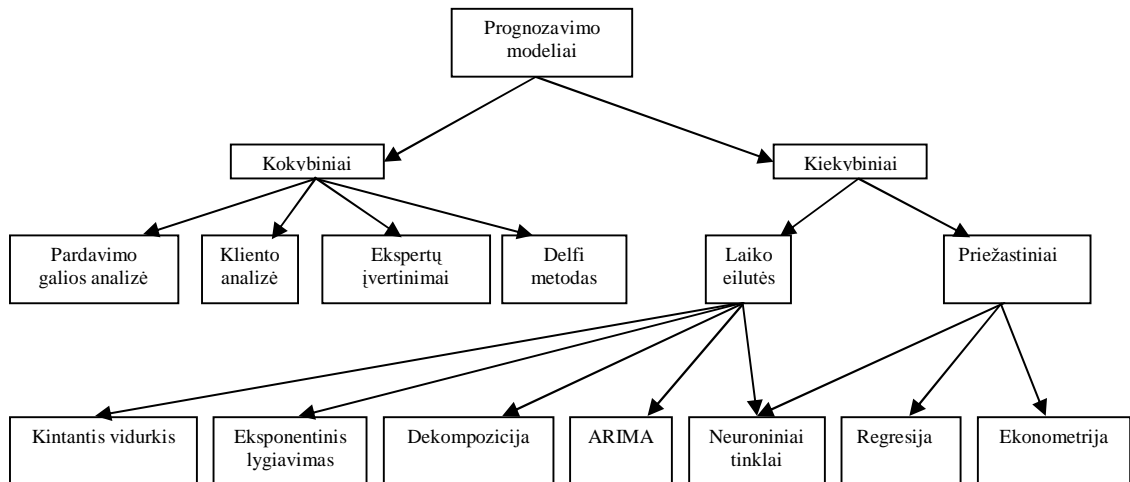 Prognozavimo
modeliai
Kokybiniai
Kiekybiniai
Pardavimo
galios analizė
Kliento
analizė
Ekspertų
įvertinimai
Delfi
metodas
Laiko
eilutės
Priežastiniai
Kintantis vidurkis
Eksponentinis
lygiavimas
Dekompozicija
ARIMA
Neuroniniai
tinklai
Regresija
Ekonometrija